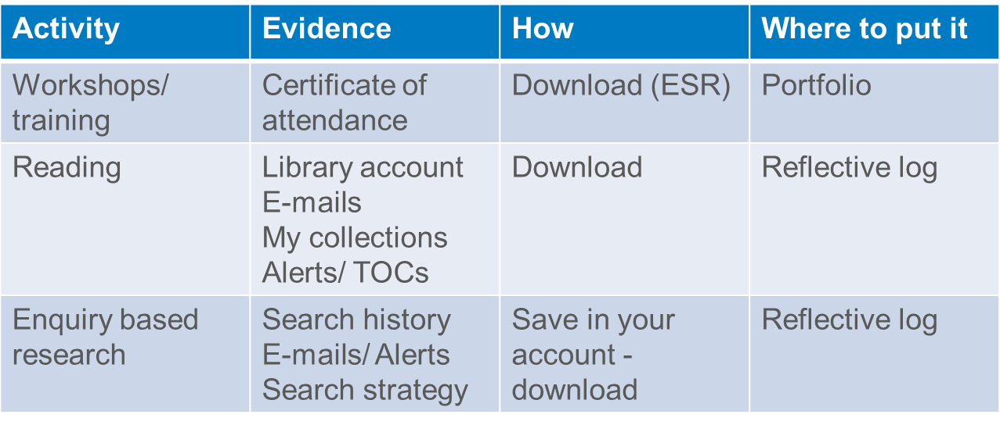 Activity
Evidence
How
Where to put it
Workshops/
training
Certificate of
attendance
Download (ESR)
Portfolio
Reading
Library account
E-mails
My collections
Alerts/ TOCs
Download
Reflective log
Enquiry based
research
Search history
E-mails/ Alerts
Search strategy
Save in your
account -
download
Reflective log